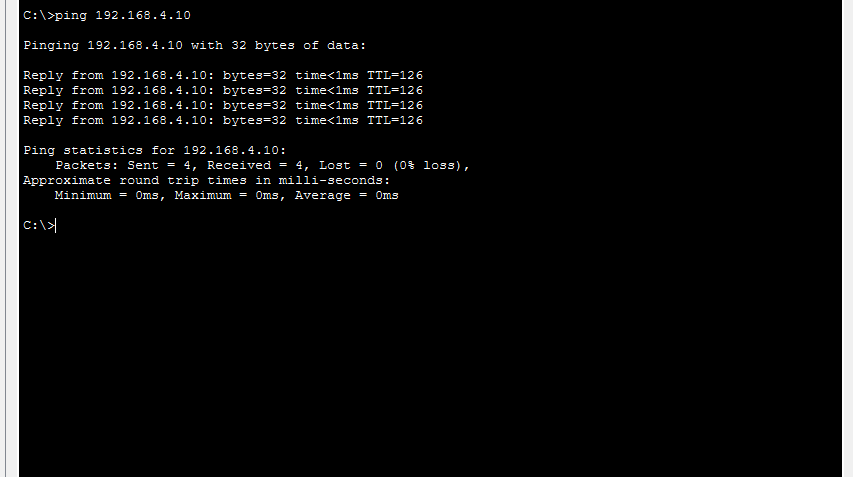 C:\>ping 192.168.4.10
Pinging 192.168.4.10 with 32 bytes of data:
Reply from 192.168.4.10: bytes=32 time<1ms TTL=126
Reply from 192.168.4.10: bytes=32 time<1ms TTL=126
Reply from 192.168.4.10: bytes=32 time<1ms TTL=126
Reply from 192.168.4.10: bytes=32 time<1ms TTL=126
Ping statistics for 192.168.4.10:
Packets: Sent = 4, Received = 4, Lost = 0 (0% loss),
Approximate round trip times in milli-seconds:
Minimum = 0ms, Maximum = 0ms, Average = 0ms
C:\>